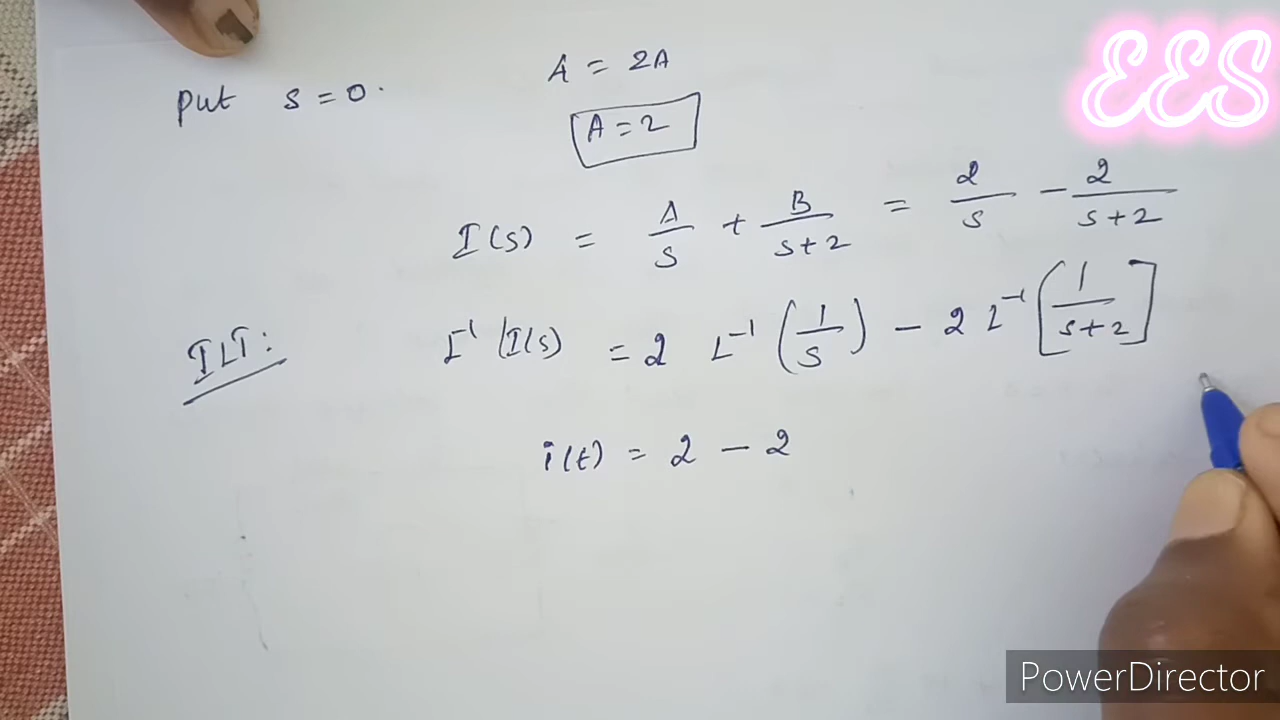 EES
A = 2A
put s = 0.
A = 2
I(s) = A/s + B/s+2 = 2/s - 2/s+2
ILT: I⁻¹ (I(s) = 2 L⁻¹ (1/s) - 2 L⁻¹ [1/s+2]
i(t) = 2 - 2
PowerDirector